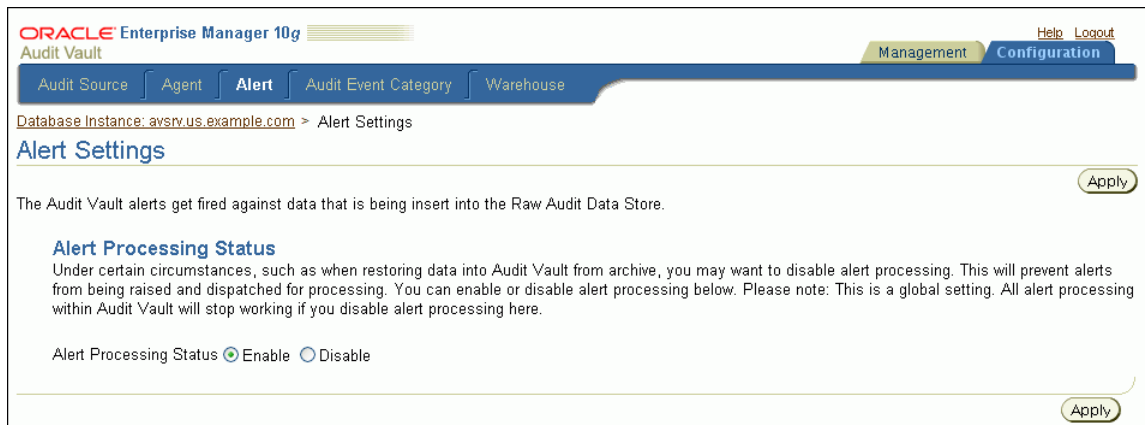 ORACLE Enterprise Manager 10g
Audit Vault
Help Logout
Management Configuration
Audit Source Agent Alert Audit Event Category Warehouse
Database Instance: avsrv.us.example.com > Alert Settings
Alert Settings
Apply
The Audit Vault alerts get fired against data that is being insert into the Raw Audit Data Store.
Alert Processing Status
Under certain circumstances, such as when restoring data into Audit Vault from archive, you may want to disable alert processing. This will prevent alerts
from being raised and dispatched for processing. You can enable or disable alert processing below. Please note: This is a global setting. All alert processing
within Audit Vault will stop working if you disable alert processing here.
Alert Processing Status Enable Disable
Apply